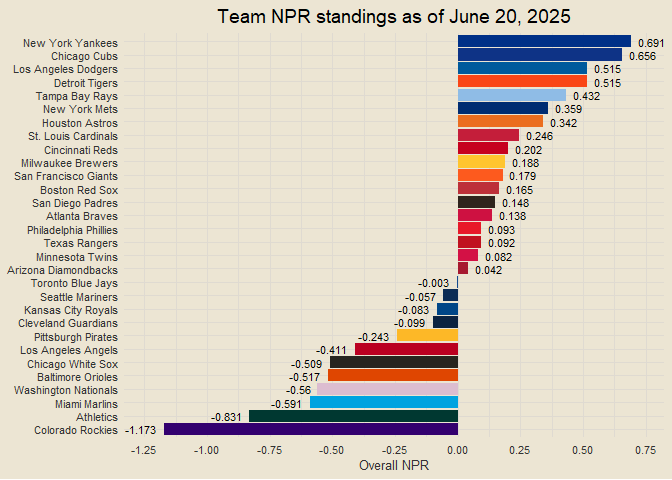 Team NPR standings as of June 20, 2025
New York Yankees 0.691
Chicago Cubs 0.656
Los Angeles Dodgers 0.515
Detroit Tigers 0.515
Tampa Bay Rays 0.432
New York Mets 0.359
Houston Astros 0.342
St. Louis Cardinals 0.246
Cincinnati Reds 0.202
Milwaukee Brewers 0.188
San Francisco Giants 0.179
Boston Red Sox 0.165
San Diego Padres 0.148
Atlanta Braves 0.138
Philadelphia Phillies 0.093
Texas Rangers 0.092
Minnesota Twins 0.082
Arizona Diamondbacks 0.042
Toronto Blue Jays -0.003
Seattle Mariners -0.057
Kansas City Royals -0.083
Cleveland Guardians -0.099
Pittsburgh Pirates -0.243
Los Angeles Angels -0.411
Chicago White Sox -0.509
Baltimore Orioles -0.517
Washington Nationals -0.56
Miami Marlins -0.591
Athletics -0.831
Colorado Rockies -1.173
-1.25 -1.00 -0.75 -0.50 -0.25 0.00 0.25 0.50 0.75
Overall NPR